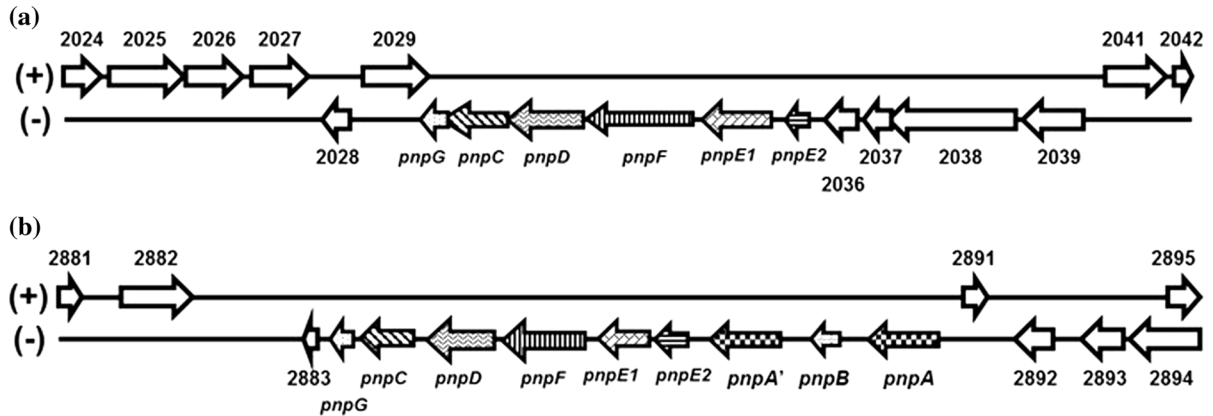 (a)
2024 2025 2026 2027 2029 2041 2042
(+)
(-)
2028 pnpG pnpC pnpD pnpF pnpE1 pnpE2 2037 2038 2039
2036
(b)
2881 2882 2891 2895
(+)
(-)
2883 pnpC pnpD pnpF pnpE1 pnpE2 pnpA' pnpB pnpA 2892 2893 2894
pnpG